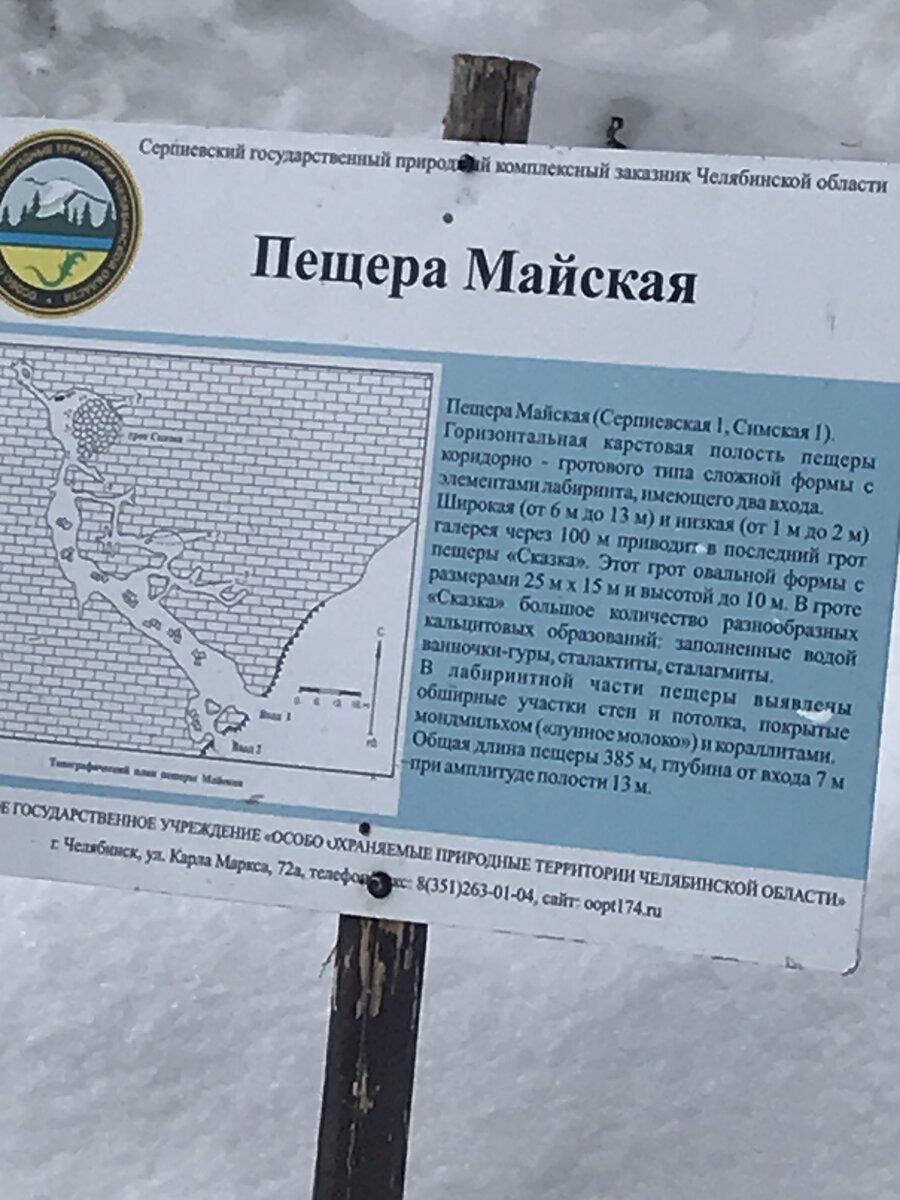 Серпиевский государственный природный комплексный заказник Челябинской области
Пещера Майская
Пещера Майская (Серпиевская 1, Симская 1).
Горизонтальная карстовая полость пещеры
коридорно - гротового типа сложной формы с
элементами лабиринта, имеющего два входа.
Широкая (от 6 м до 13 м) и низкая (от 1 м до 2 м)
галерея через 100 м приводит в последний грот
пещеры «Сказка». Этот грот овальной формы с
размерами 25 м х 15 м и высотой до 10 м. В гроте
«Сказка» большое количество разнообразных
кальцитовых образований: заполненные водой
ванночки-гуры, сталактиты, сталагмиты.
В лабиринтной части пещеры выявлены
обширные участки стен и потолка, покрытые
мондмильхом («лунное молоко») и кораллитами.
Общая длина пещеры 385 м, глубина от входа 7 м
при амплитуде полости 13 м.
грот Сказка
С
Вход 1
Вход 2
Топографический план пещеры Майская
ГОСУДАРСТВЕННОЕ УЧРЕЖДЕНИЕ «ОСОБО ОХРАНЯЕМЫЕ ПРИРОДНЫЕ ТЕРРИТОРИИ ЧЕЛЯБИНСКОЙ ОБЛАСТИ»
г. Челябинск, ул. Карла Маркса, 72а, 8(351)263-01-04, сайт: oopt174.ru